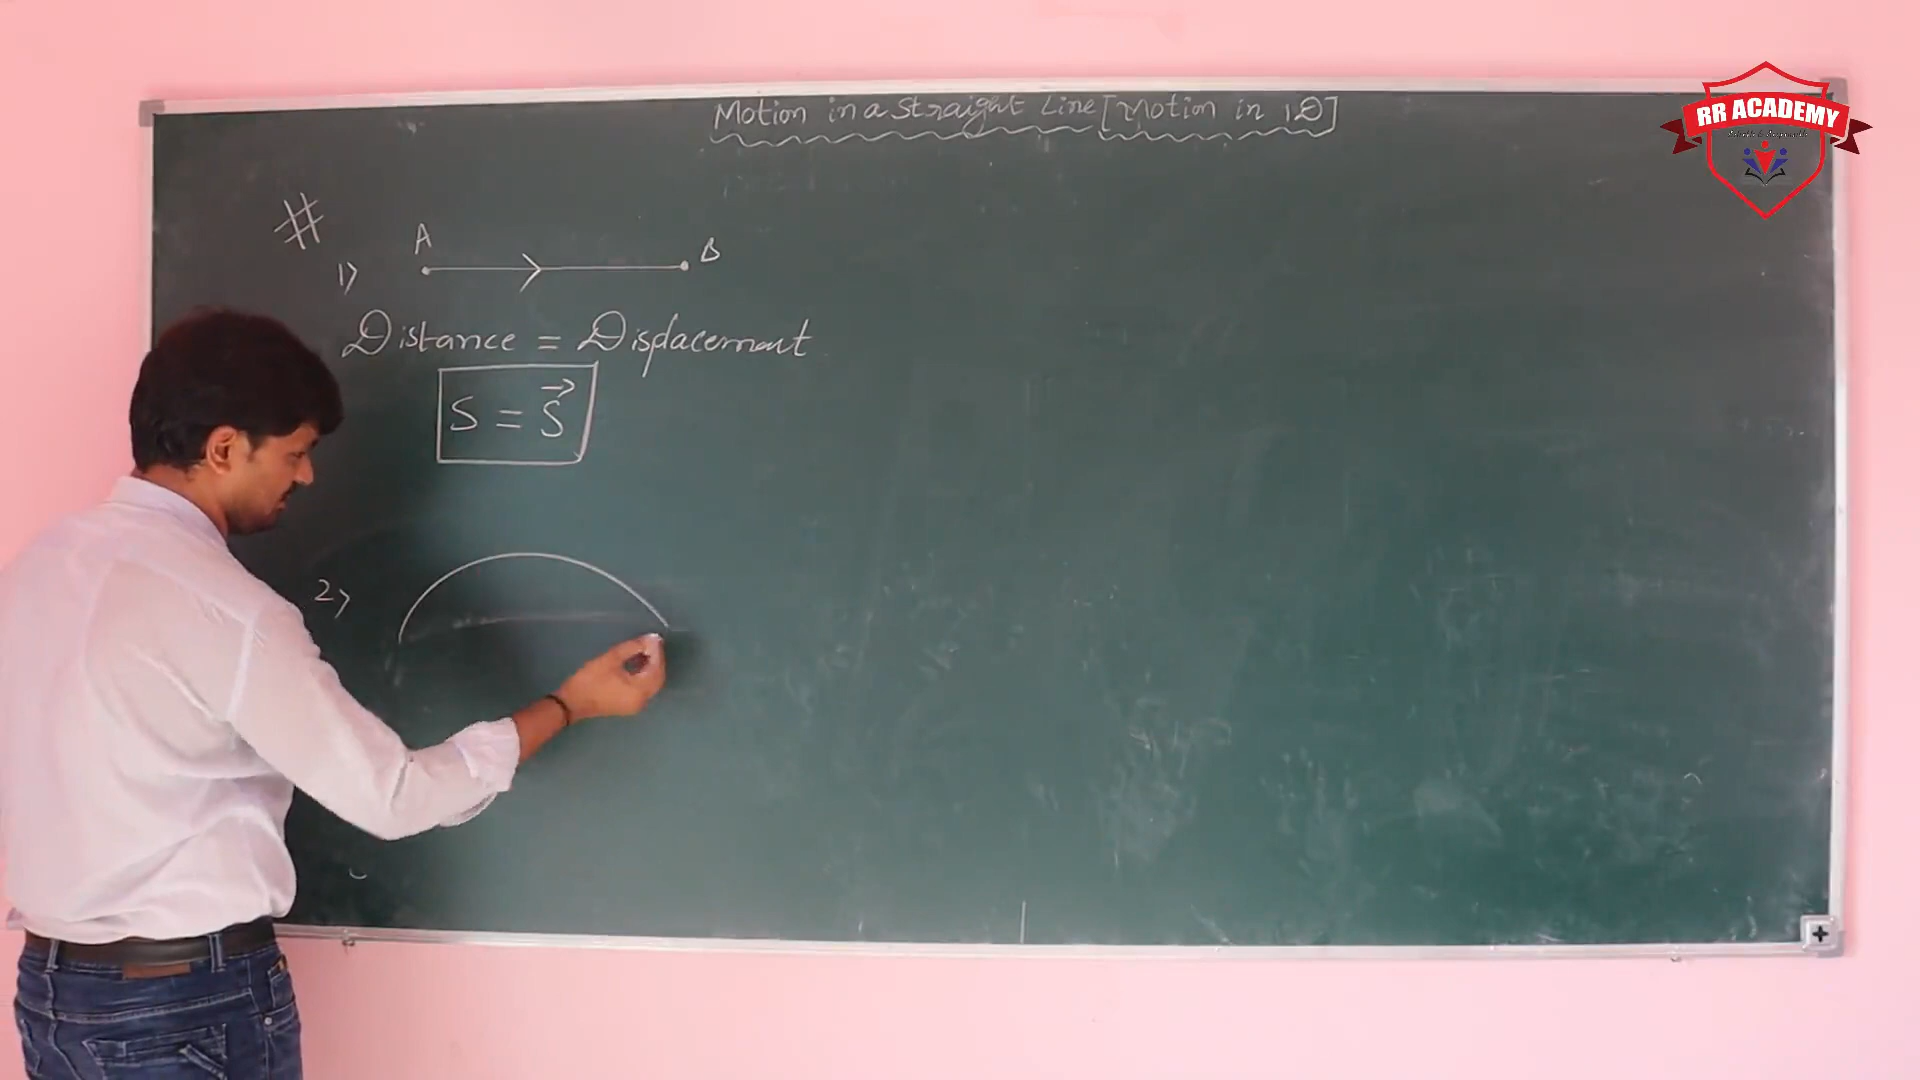 Motion in a Straight Line [Motion in 1D]
#
1)
A
B
Distance = Displacement
S = S⃗
2)
RR ACADEMY